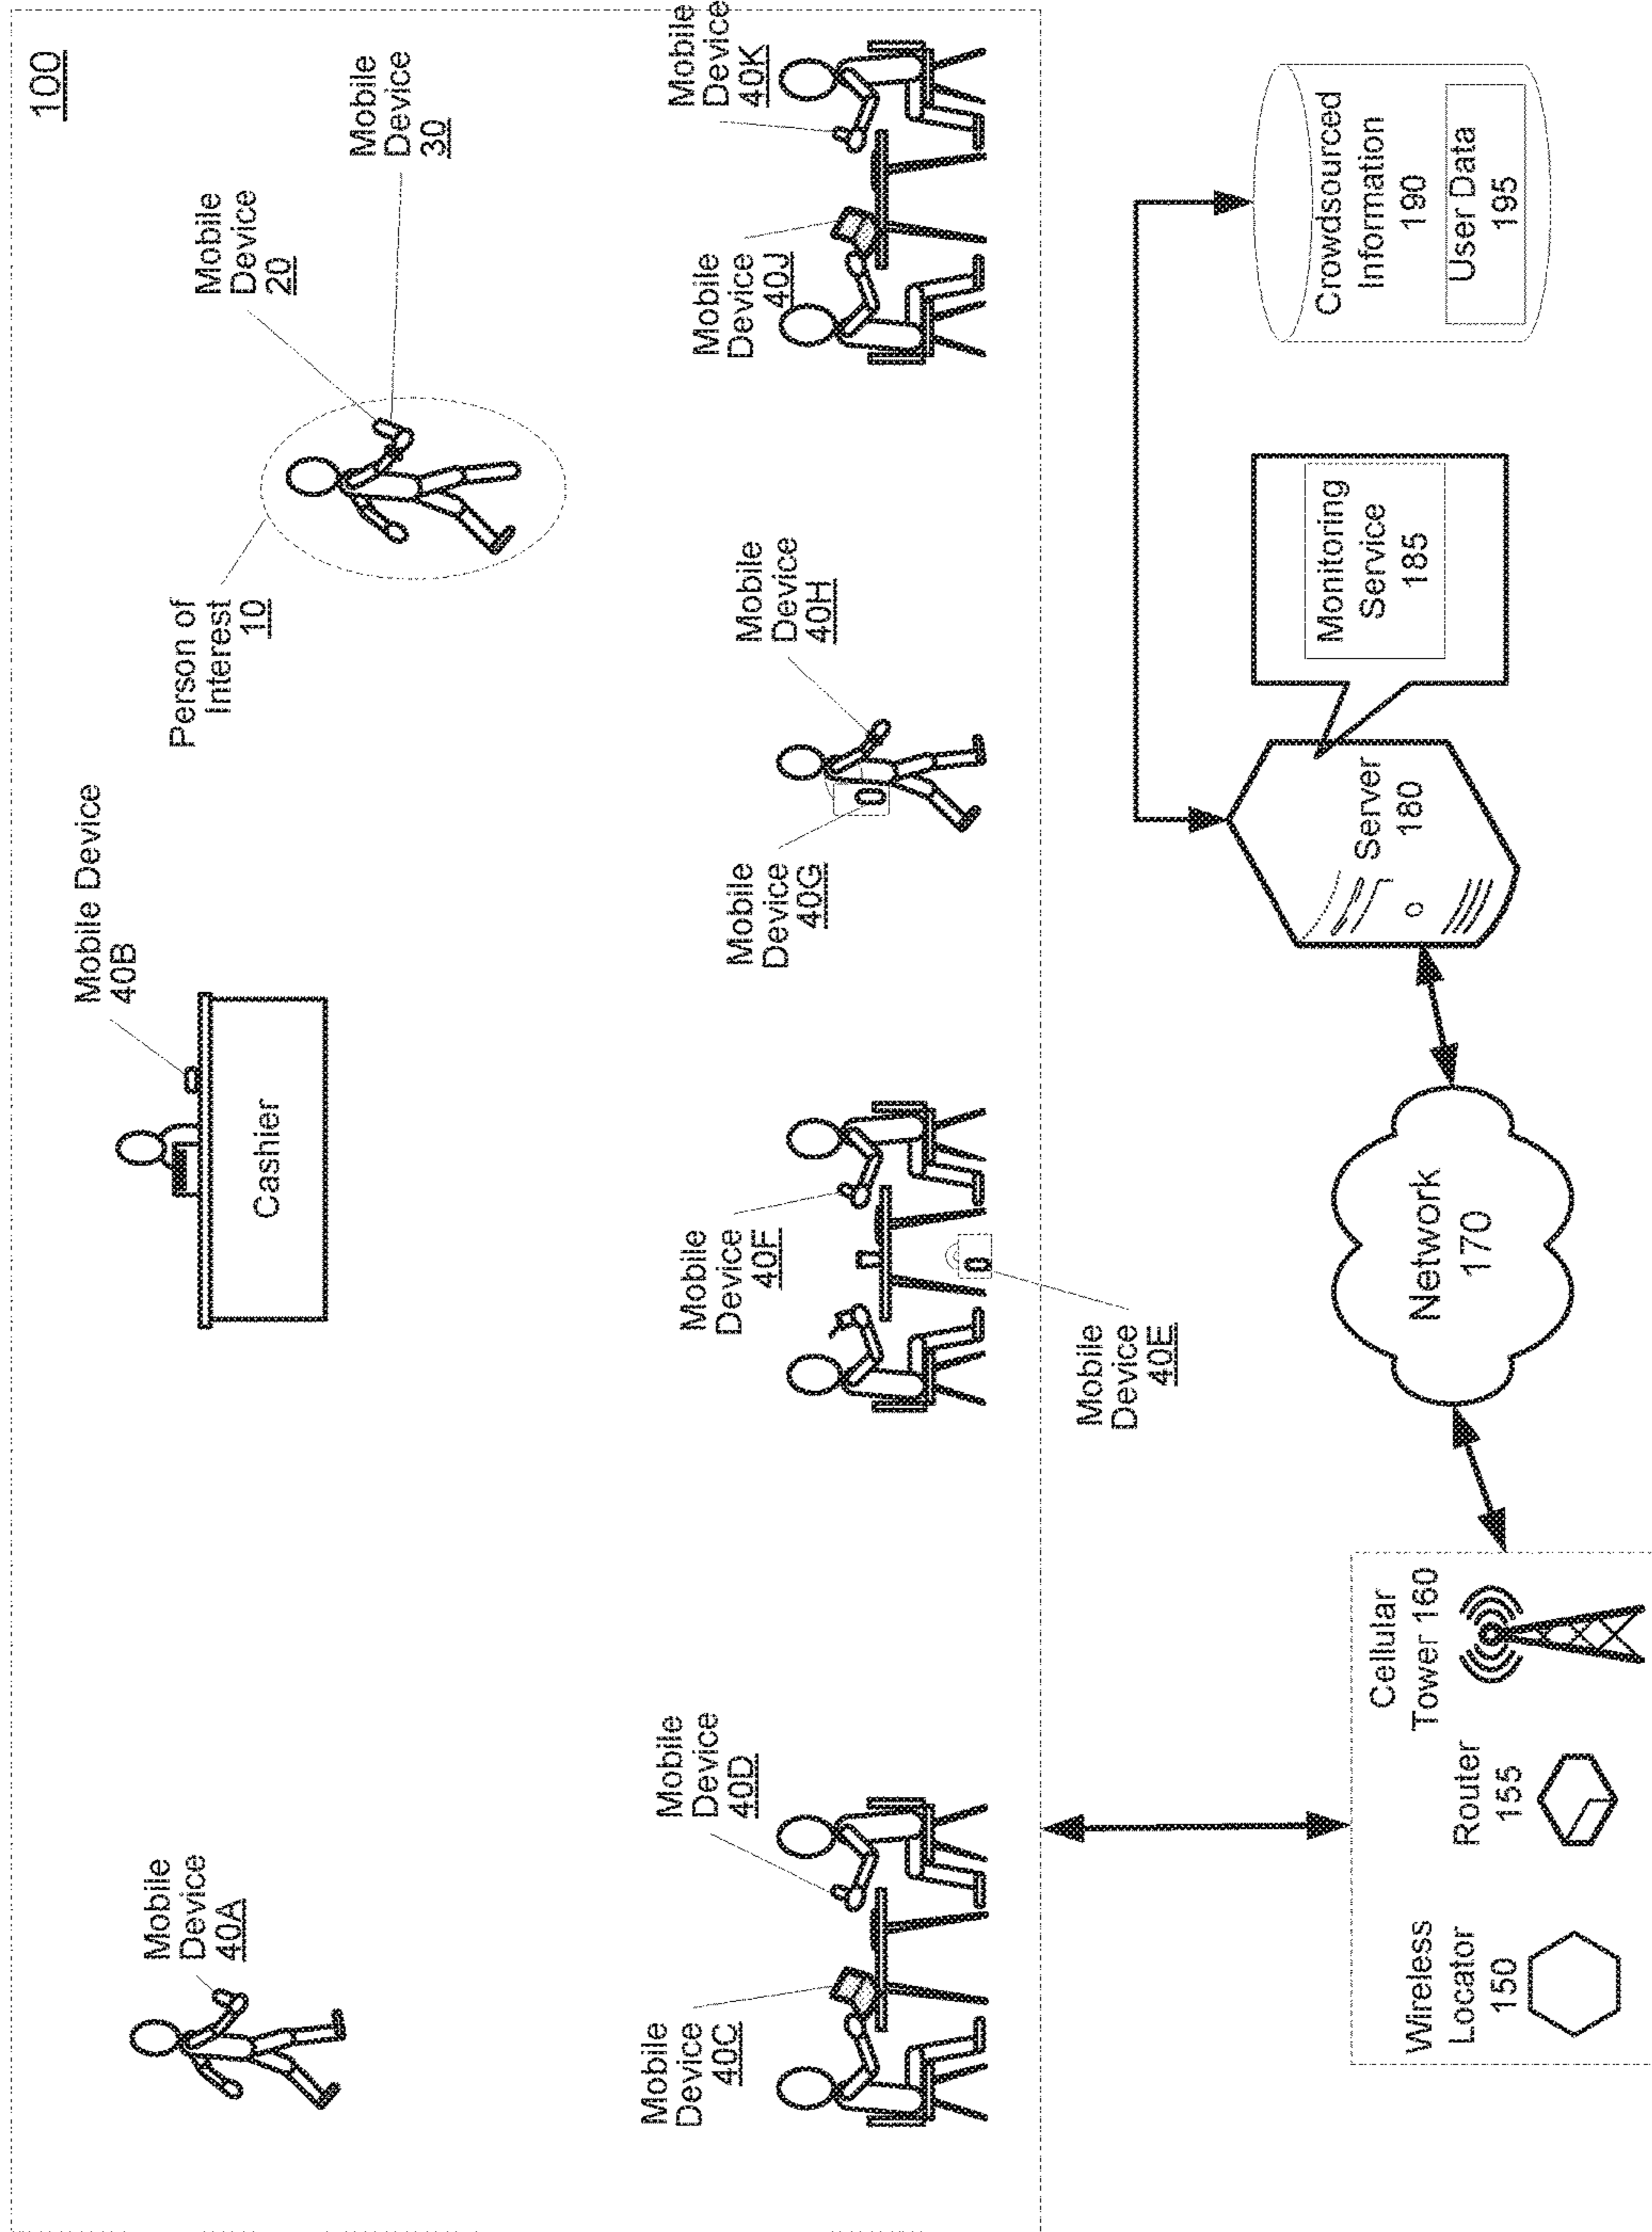 100
Mobile Device
40B
Mobile
Device
20
Mobile
Device
30
Person of
Interest
10
Mobile
Device
40A
Cashier
Mobile
Device
40C
Mobile
Device
40D
Mobile
Device
40F
Mobile
Device
40G
Mobile
Device
40H
Mobile
Device
40J
Mobile
Device
40K
Mobile
Device
40E
Wireless
Locator
150
Router
155
Cellular
Tower 160
Network
170
Server
180
Monitoring
Service
185
Crowdsourced
Information
190
User Data
195